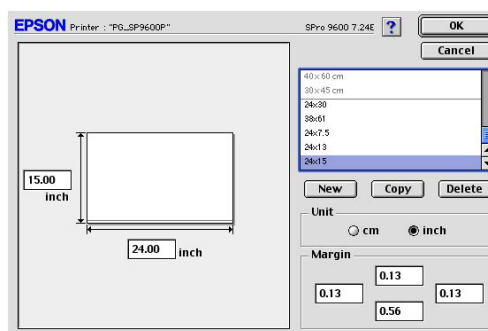 EPSON Printer : "PG_SP9600P" SPro 9600 7.24E ? OK
Cancel
40 x 60 cm
30 x 45 cm
24x30
38x61
24x7.5
24x13
24x15
15.00
inch
24.00 inch
New Copy Delete
Unit
cm inch
Margin
0.13
0.13 0.13
0.56